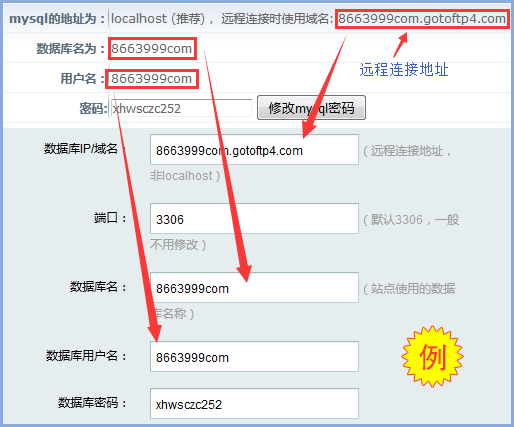 mysql的地址为：localhost (推荐)，远程连接时使用域名: 8663999com.gotoftp4.com
远程连接地址
数据库名为：8663999com
用户名：8663999com
密码: xhwsczc252 修改mysql密码
数据库IP/域名： 8663999com.gotoftp4.com （远程连接地址，
非localhost）
端口： 3306 （默认3306，一般
不用修改）
数据库名： 8663999com （站点使用的数据
库名称）
数据库用户名： 8663999com
例
数据库密码： xhwsczc252